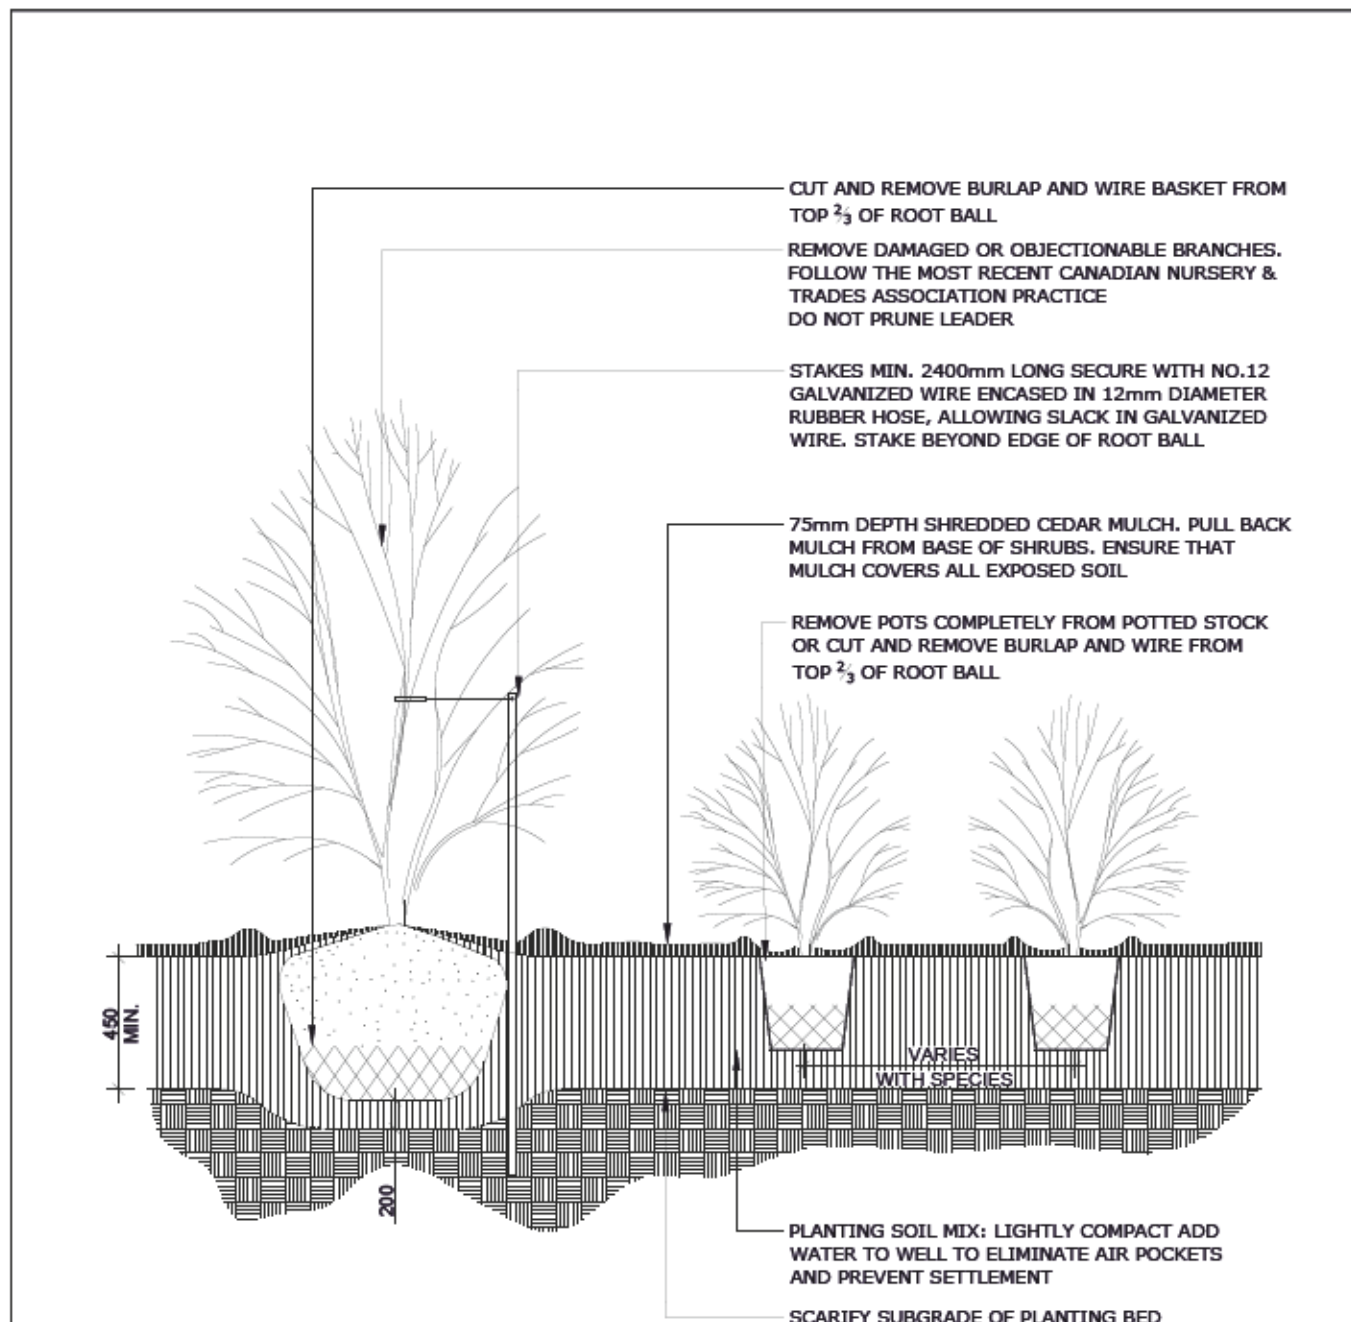 CUT AND REMOVE BURLAP AND WIRE BASKET FROM
TOP 2/3 OF ROOT BALL
REMOVE DAMAGED OR OBJECTIONABLE BRANCHES.
FOLLOW THE MOST RECENT CANADIAN NURSERY &
TRADES ASSOCIATION PRACTICE
DO NOT PRUNE LEADER
STAKES MIN. 2400mm LONG SECURE WITH NO.12
GALVANIZED WIRE ENCASED IN 12mm DIAMETER
RUBBER HOSE, ALLOWING SLACK IN GALVANIZED
WIRE. STAKE BEYOND EDGE OF ROOT BALL
75mm DEPTH SHREDDED CEDAR MULCH. PULL BACK
MULCH FROM BASE OF SHRUBS. ENSURE THAT
MULCH COVERS ALL EXPOSED SOIL
REMOVE POTS COMPLETELY FROM POTTED STOCK
OR CUT AND REMOVE BURLAP AND WIRE FROM
TOP 2/3 OF ROOT BALL
450
MIN.
VARIES
WITH SPECIES
200
PLANTING SOIL MIX: LIGHTLY COMPACT ADD
WATER TO WELL TO ELIMINATE AIR POCKETS
AND PREVENT SETTLEMENT
SCARIFY SUBGRADE OF PLANTING BED